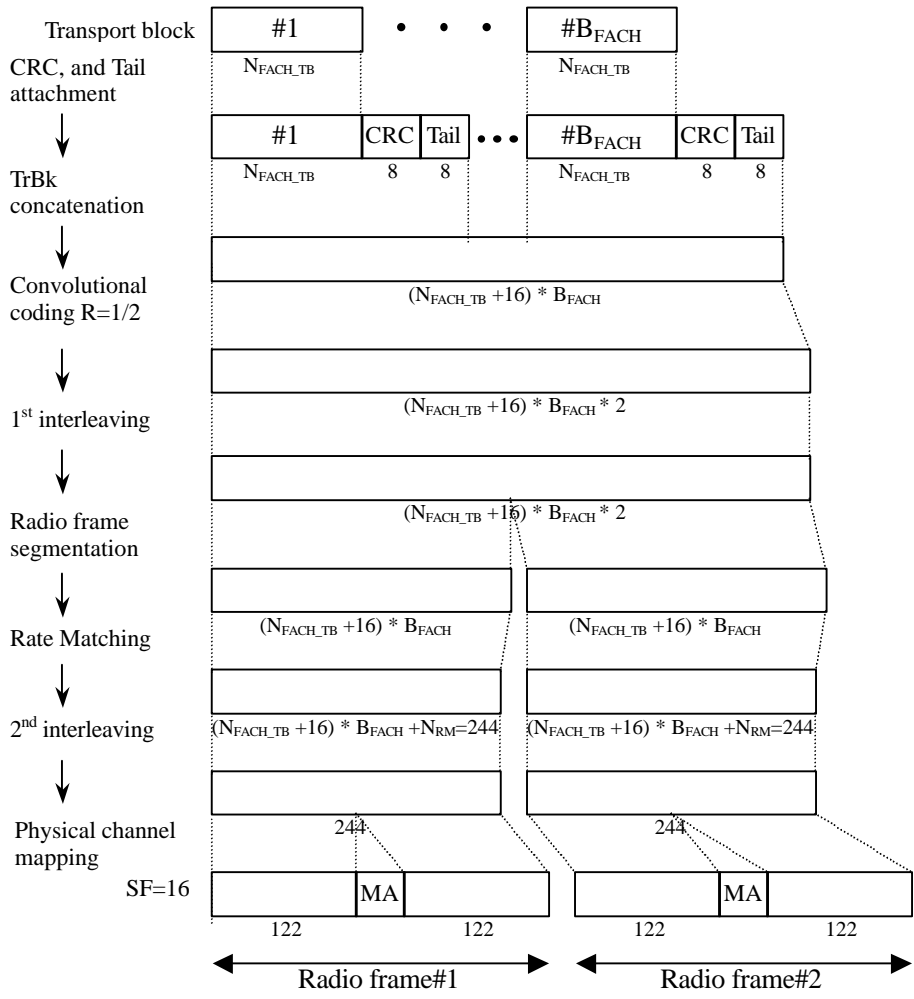 Transport block
#1
• • •
#B_FACH
N_FACH_TB
N_FACH_TB
CRC, and Tail
attachment
#1
CRC
Tail
•••
#B_FACH
CRC
Tail
N_FACH_TB
8
8
N_FACH_TB
8
8
TrBk
concatenation
(N_FACH_TB +16) * B_FACH
Convolutional
coding R=1/2
(N_FACH_TB +16) * B_FACH * 2
1st interleaving
(N_FACH_TB +16) * B_FACH * 2
Radio frame
segmentation
(N_FACH_TB +16) * B_FACH
(N_FACH_TB +16) * B_FACH
Rate Matching
(N_FACH_TB +16) * B_FACH +N_RM=244
(N_FACH_TB +16) * B_FACH +N_RM=244
2nd interleaving
244
244
Physical channel
mapping
SF=16
MA
MA
122
122
122
122
Radio frame#1
Radio frame#2